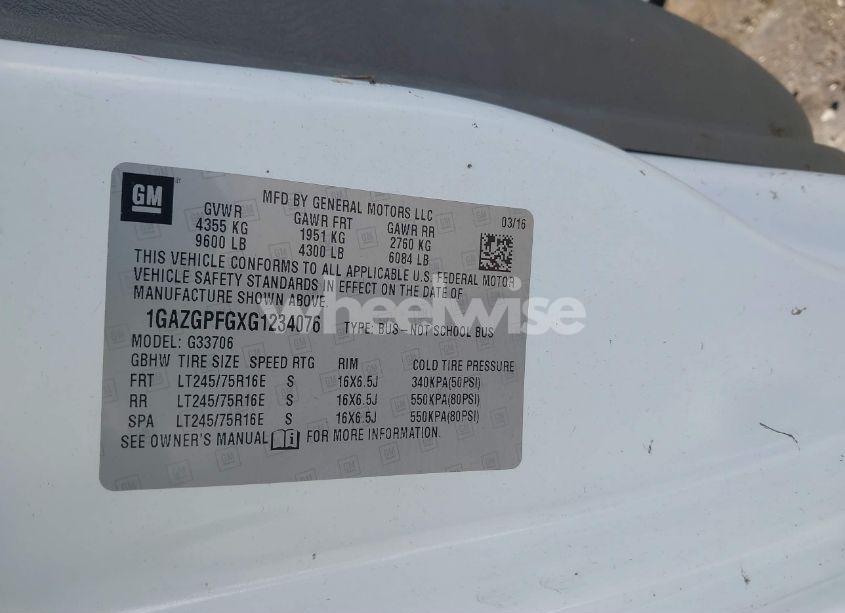 GM
MFD BY GENERAL MOTORS LLC
03/16
GVWR GAWR FRT GAWR RR
4355 KG 1951 KG 2760 KG
9600 LB 4300 LB 6084 LB
THIS VEHICLE CONFORMS TO ALL APPLICABLE U.S. FEDERAL MOTOR
VEHICLE SAFETY STANDARDS IN EFFECT ON THE DATE OF
MANUFACTURE SHOWN ABOVE.
wheelwise
1GAZGPFGXG1234076 TYPE: BUS–NOT SCHOOL BUS
MODEL: G33706
GBHW TIRE SIZE SPEED RTG RIM COLD TIRE PRESSURE
FRT LT245/75R16E S 16X6.5J 340KPA(50PSI)
RR LT245/75R16E S 16X6.5J 550KPA(80PSI)
SPA LT245/75R16E S 16X6.5J 550KPA(80PSI)
SEE OWNER'S MANUAL FOR MORE INFORMATION.